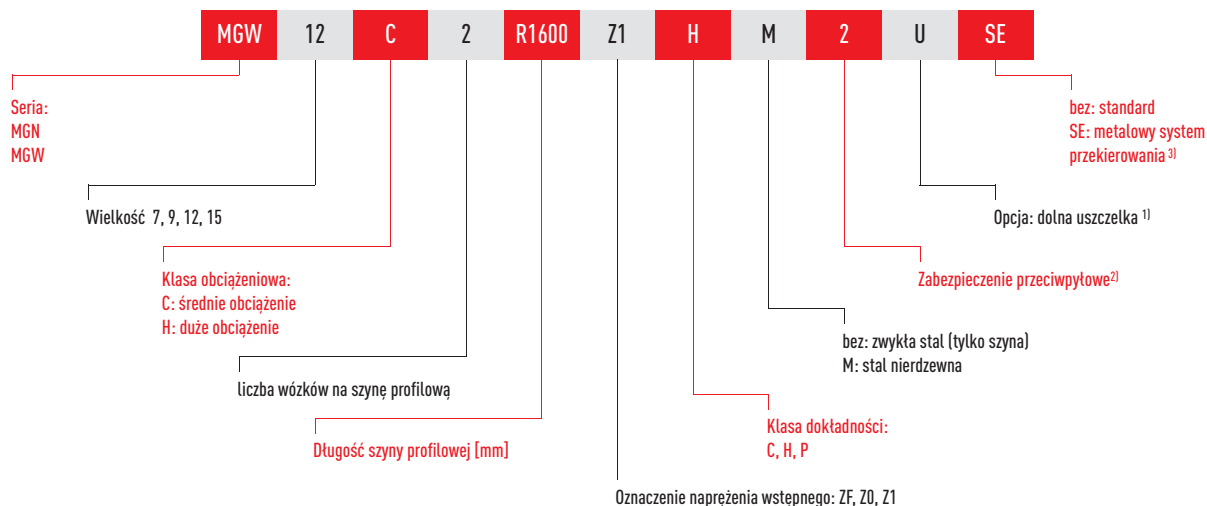 MGW 12 C 2 R1600 Z1 H M 2 U SE
Seria:
MGN
MGW
bez: standard
SE: metalowy system
przekierowania 3)
Wielkość 7, 9, 12, 15
Opcja: dolna uszczelka 1)
Klasa obciążeniowa:
C: średnie obciążenie
H: duże obciążenie
Zabezpieczenie przeciwpyłowe2)
bez: zwykła stal (tylko szyna)
M: stal nierdzewna
liczba wózków na szynę profilową
Klasa dokładności:
C, H, P
Długość szyny profilowej [mm]
Oznaczenie naprężenia wstępnego: ZF, Z0, Z1